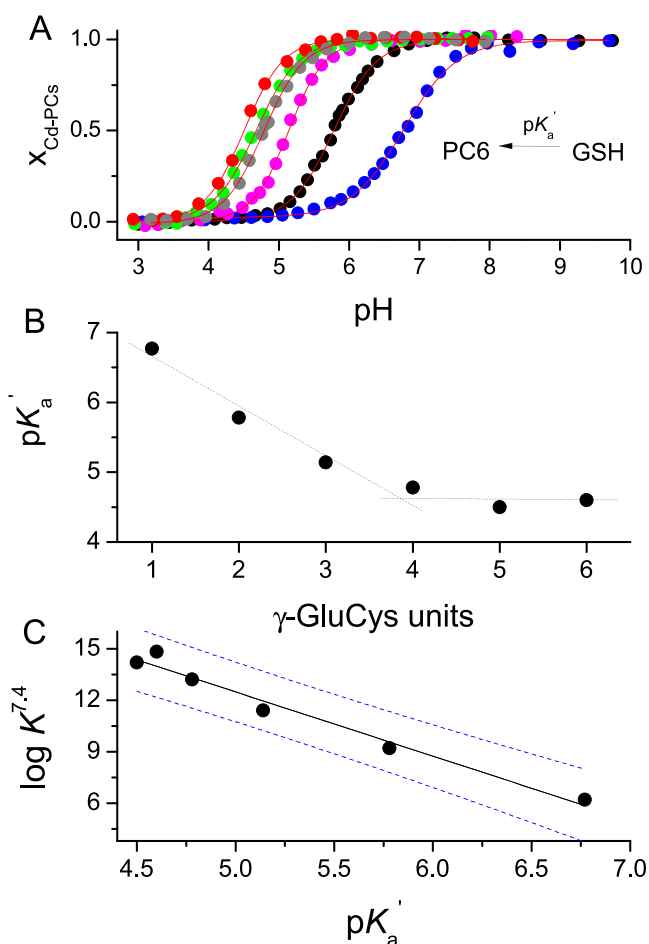 A
1.0
0.5
0.0
x Cd-PCs
pKa'
PC6 GSH
3 4 5 6 7 8 9 10
pH
B
7
6
5
4
pKa'
1 2 3 4 5 6
γ-GluCys units
C
15
12
9
6
log K7.4
4.5 5.0 5.5 6.0 6.5 7.0
pKa'